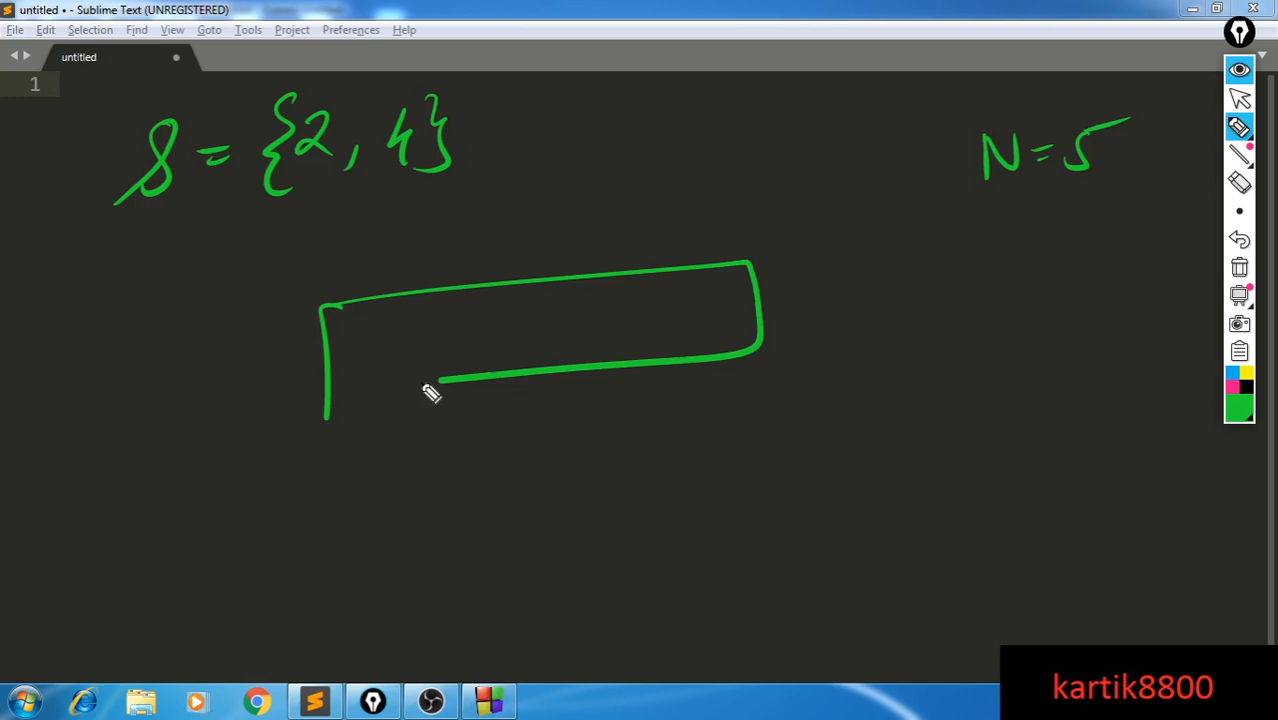 untitled • - Sublime Text (UNREGISTERED)
File Edit Selection Find View Goto Tools Project Preferences Help
untitled
1
S = {2, 4}
N = 5
kartik8800